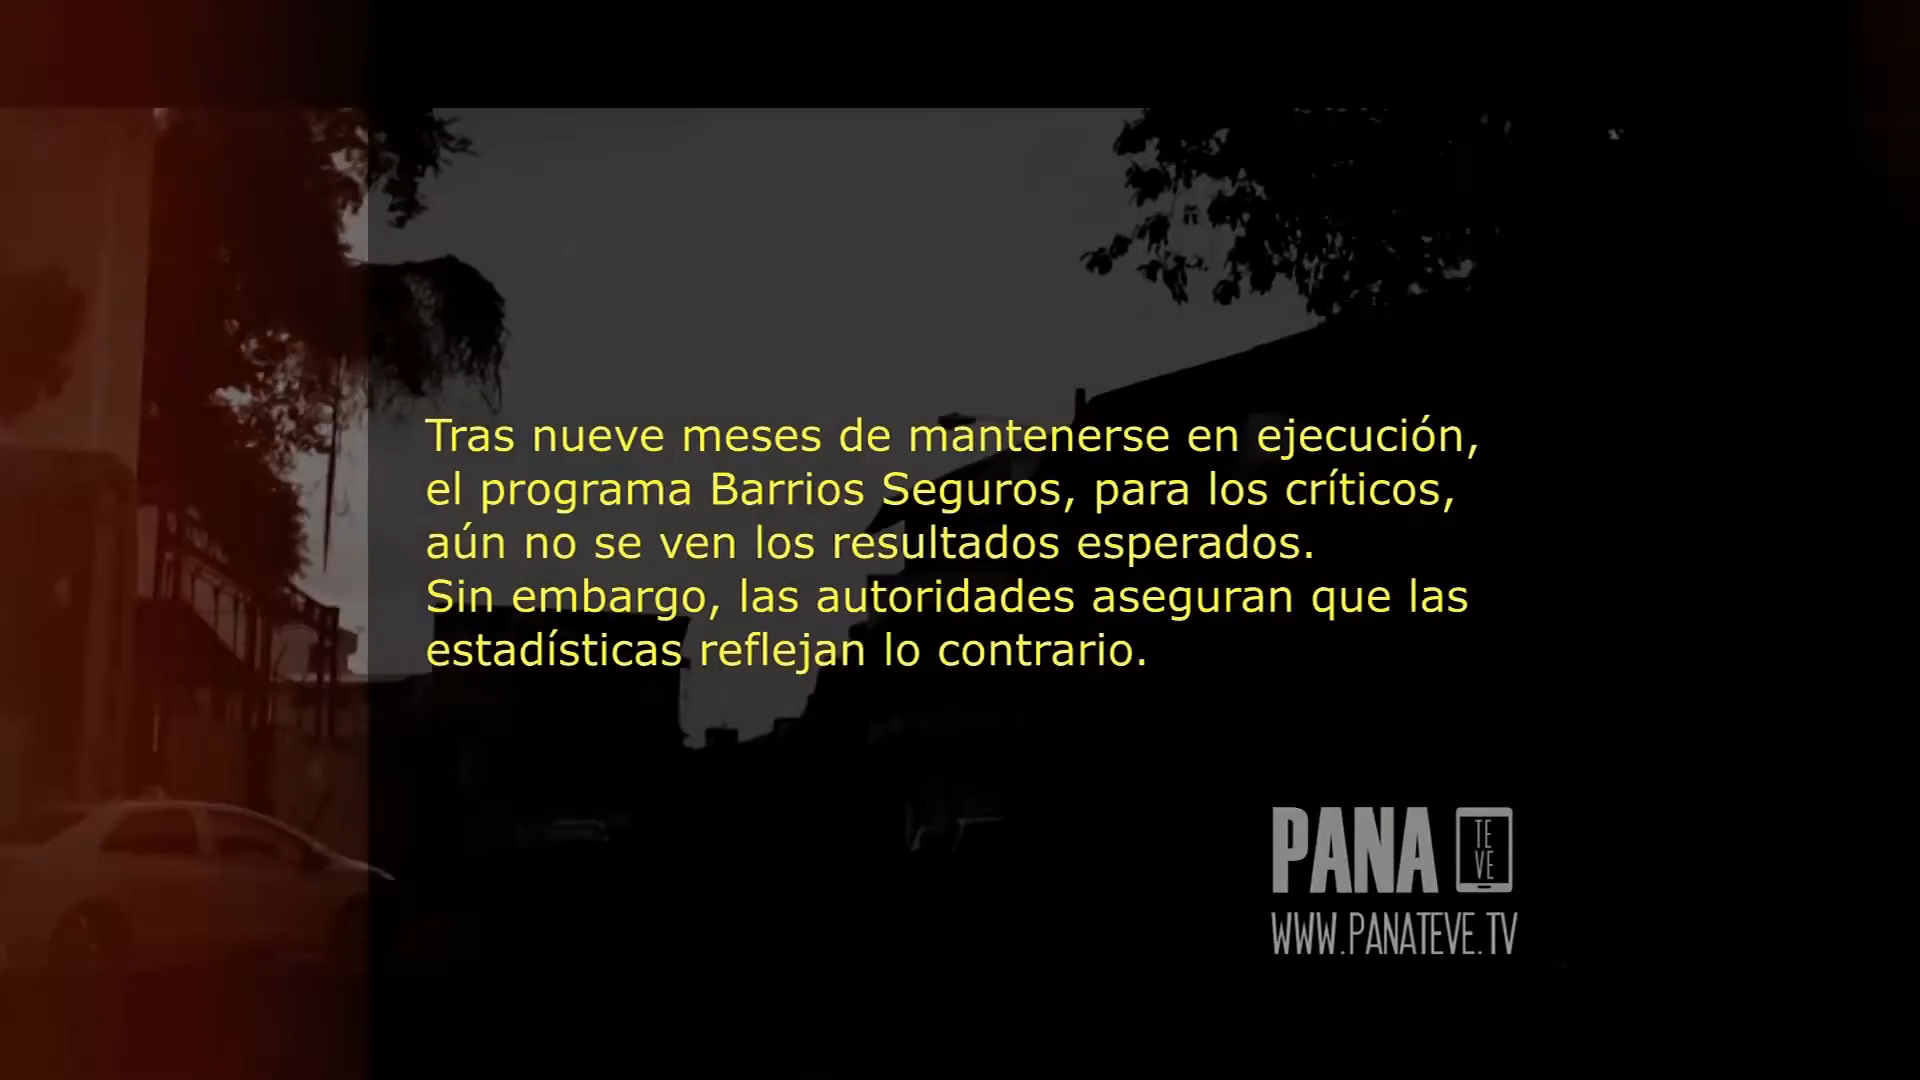 Tras nueve meses de mantenerse en ejecución,
el programa Barrios Seguros, para los críticos,
aún no se ven los resultados esperados.
Sin embargo, las autoridades aseguran que las
estadísticas reflejan lo contrario.
PANA TE VE
WWW.PANATEVE.TV